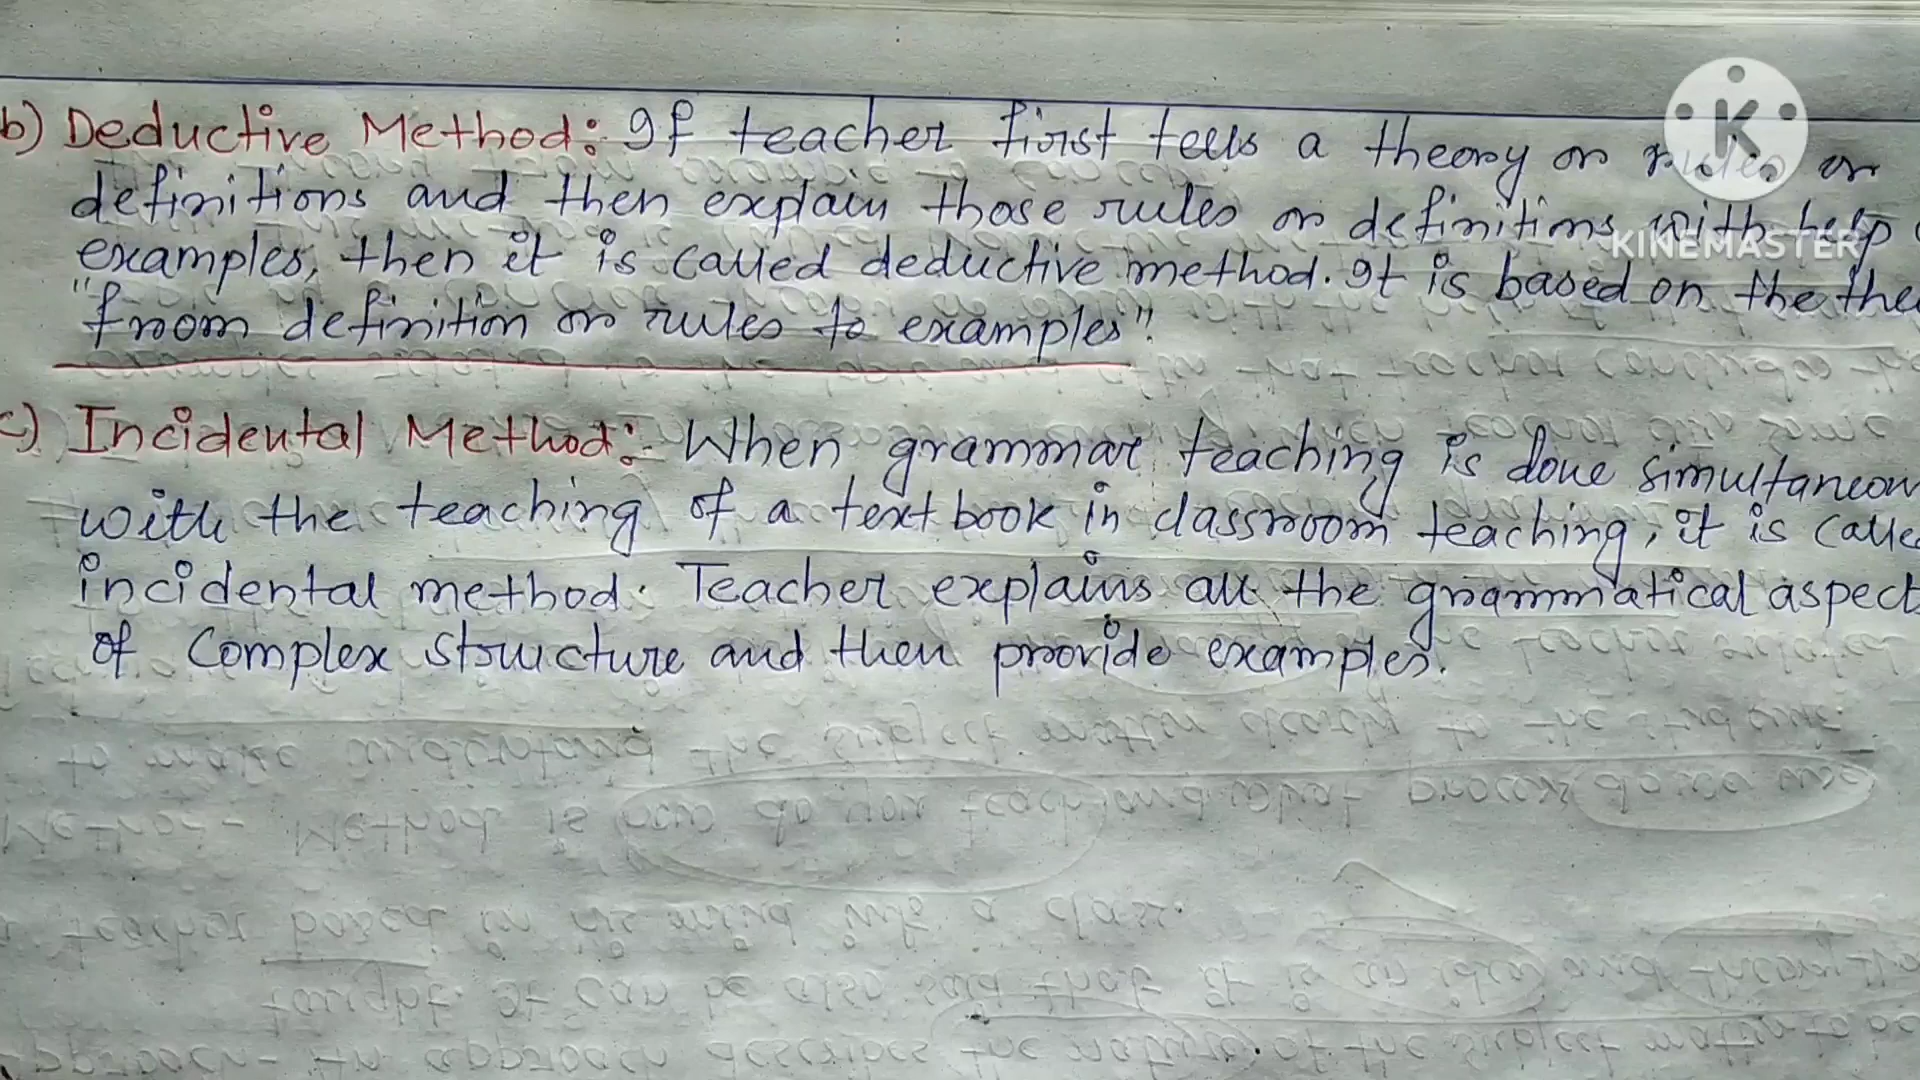 b) Deductive Method: If teacher first tells a theory or rules or
definitions and then explain those rules or definitions with help
examples, then it is called deductive method. It is based on the the
"from definition or rules to examples".
c) Incidental Method:- When grammar teaching is done simultaneou
with the teaching of a text book in classroom teaching, it is calle
incidental method. Teacher explains all the grammatical aspect
of Complex structure and then provide examples.
K
KINEMASTER